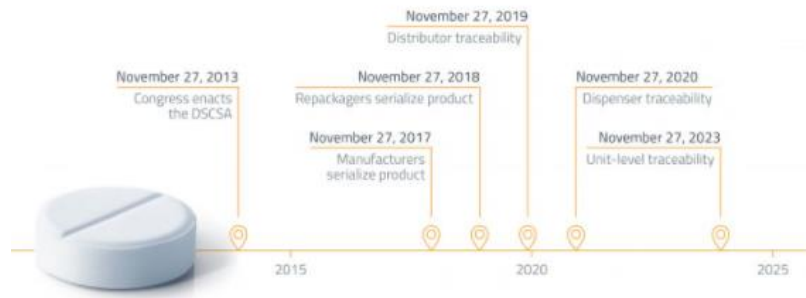 November 27, 2019
Distributor traceability
November 27, 2013
Congress enacts
the DSCSA
November 27, 2018
Repackagers serialize product
November 27, 2020
Dispenser traceability
November 27, 2017
Manufacturers
serialize product
November 27, 2023
Unit-level traceability
2015
2020
2025